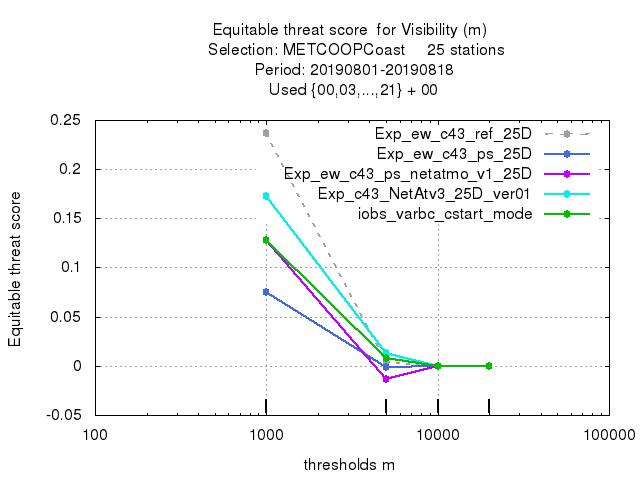 Equitable threat score  for Visibility (m)
Selection: METCOOPCoast     25 stations
Period: 20190801-20190818
Used {00,03,...,21} + 00
Equitable threat score
0.25
0.2
0.15
0.1
0.05
0
-0.05
Exp_ew_c43_ref_25D
Exp_ew_c43_ps_25D
Exp_ew_c43_ps_netatmo_v1_25D
Exp_c43_NetAtv3_25D_ver01
iobs_varbc_cstart_mode
100 1000 10000 100000
thresholds m